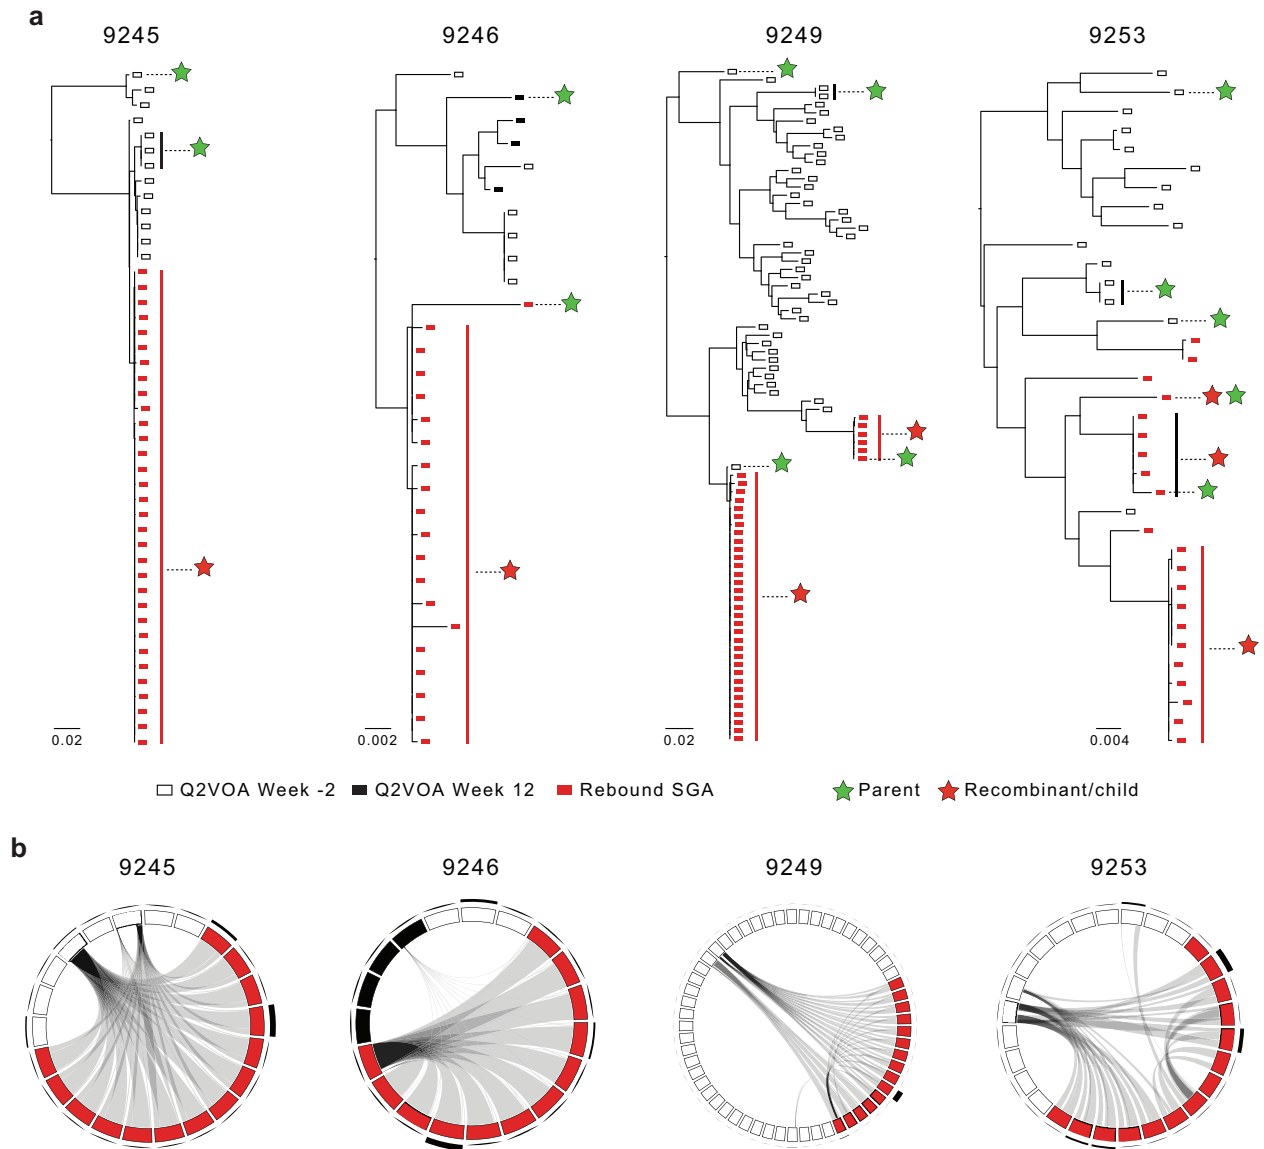 a
9245 9246 9249 9253
0.02 0.002 0.02 0.004
Q2VOA Week -2 Q2VOA Week 12 Rebound SGA Parent Recombinant/child
b
9245 9246 9249 9253